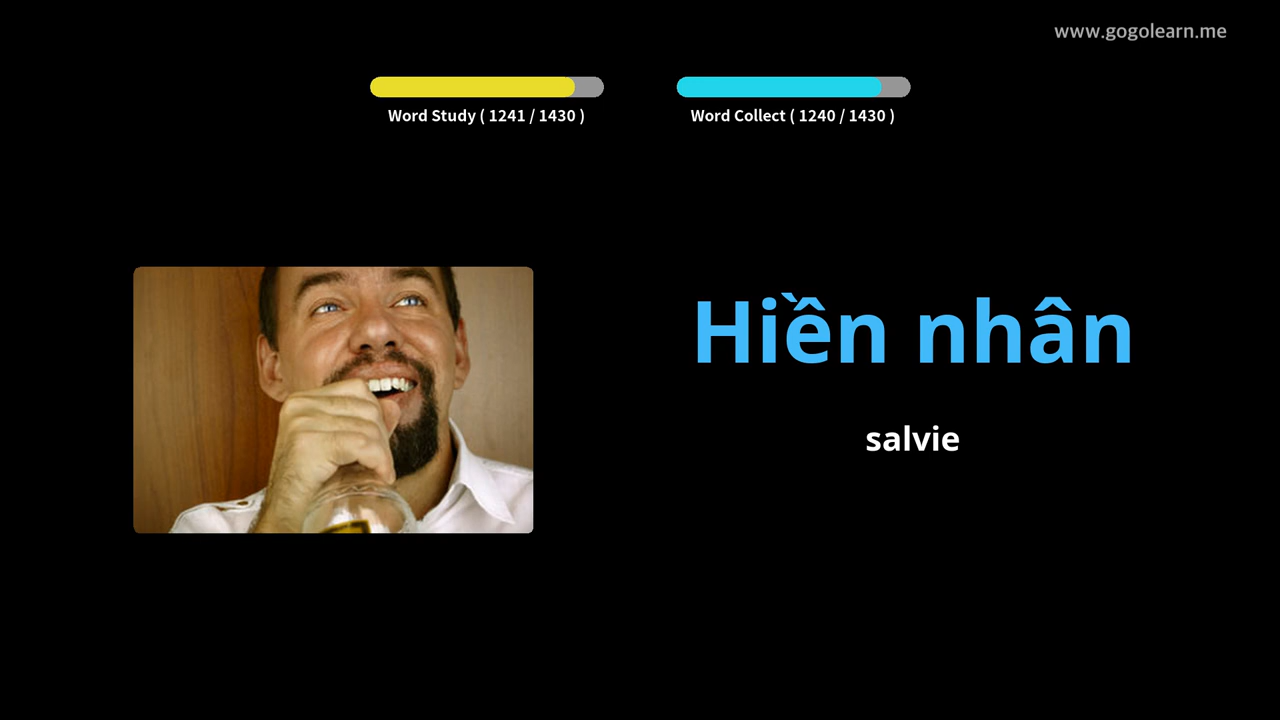 www.gogolearn.me
Word Study ( 1241 / 1430 )
Word Collect ( 1240 / 1430 )
Hiền nhân
salvie